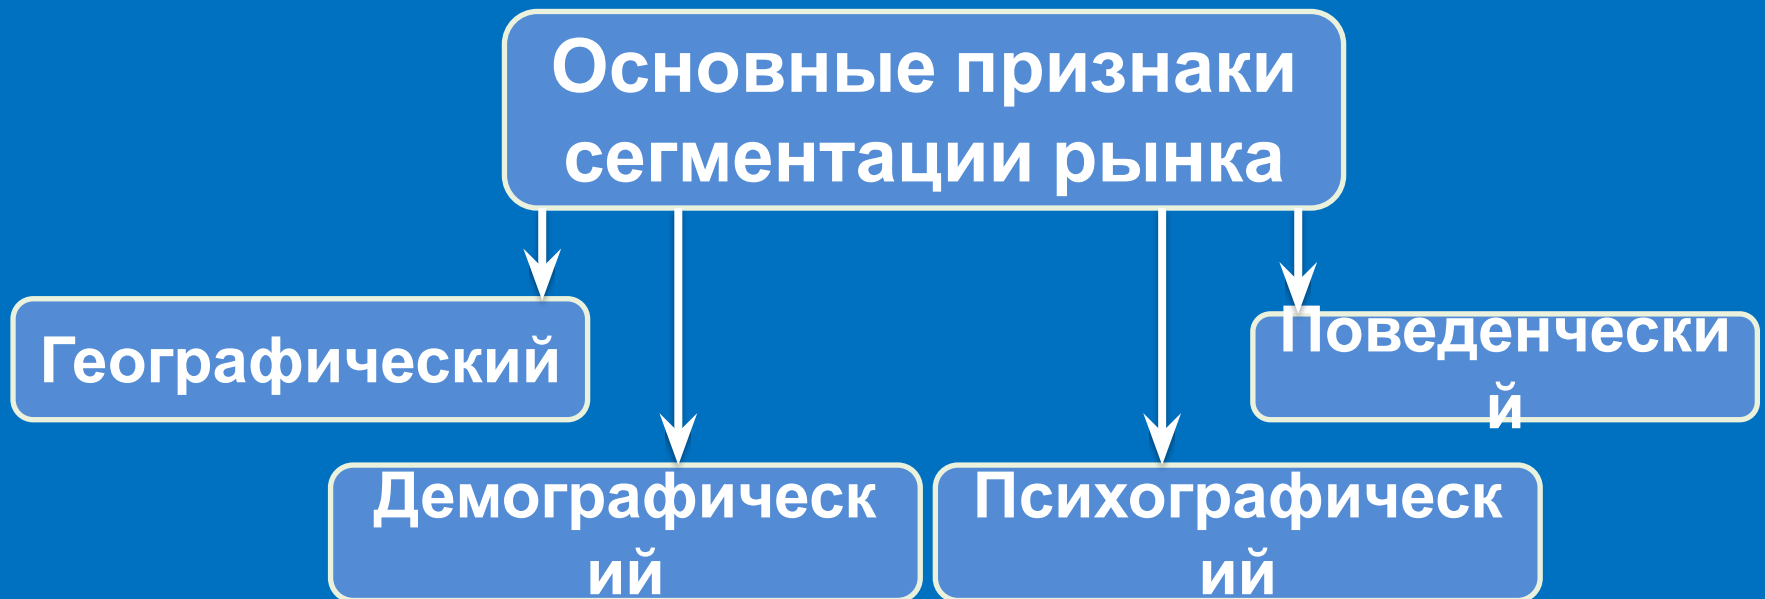 Основные признаки
сегментации рынка
Географический
Поведенчески
й
Демографическ
ий
Психографическ
ий